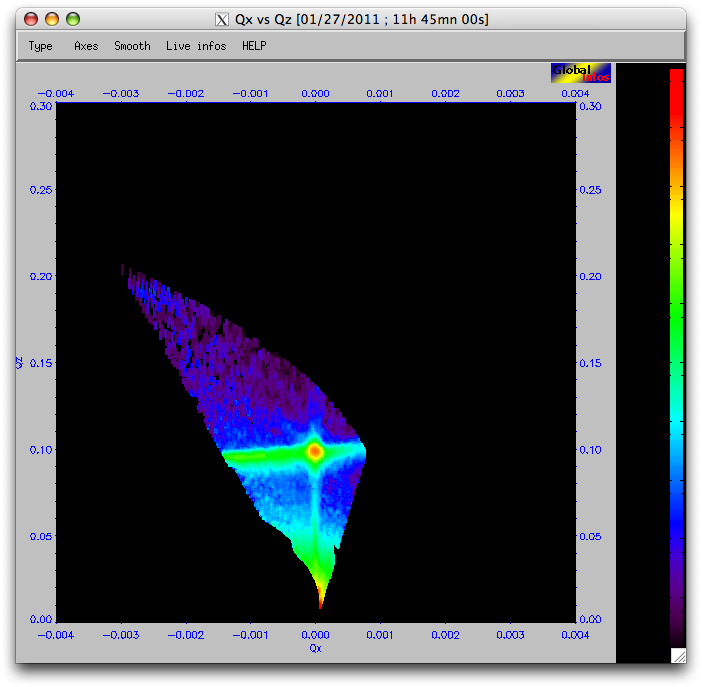 X Qx vs Qz [01/27/2011 ; 11h 45mn 00s]
Type Axes Smooth Live infos HELP
Global
infos
−0.004 −0.003 −0.002 −0.001 0.000 0.001 0.002 0.003 0.004
0.30 0.30
0.25 0.25
0.20 0.20
0.15 0.15
Qz
0.10 0.10
0.05 0.05
0.00 0.00
−0.004 −0.003 −0.002 −0.001 0.000 0.001 0.002 0.003 0.004
Qx